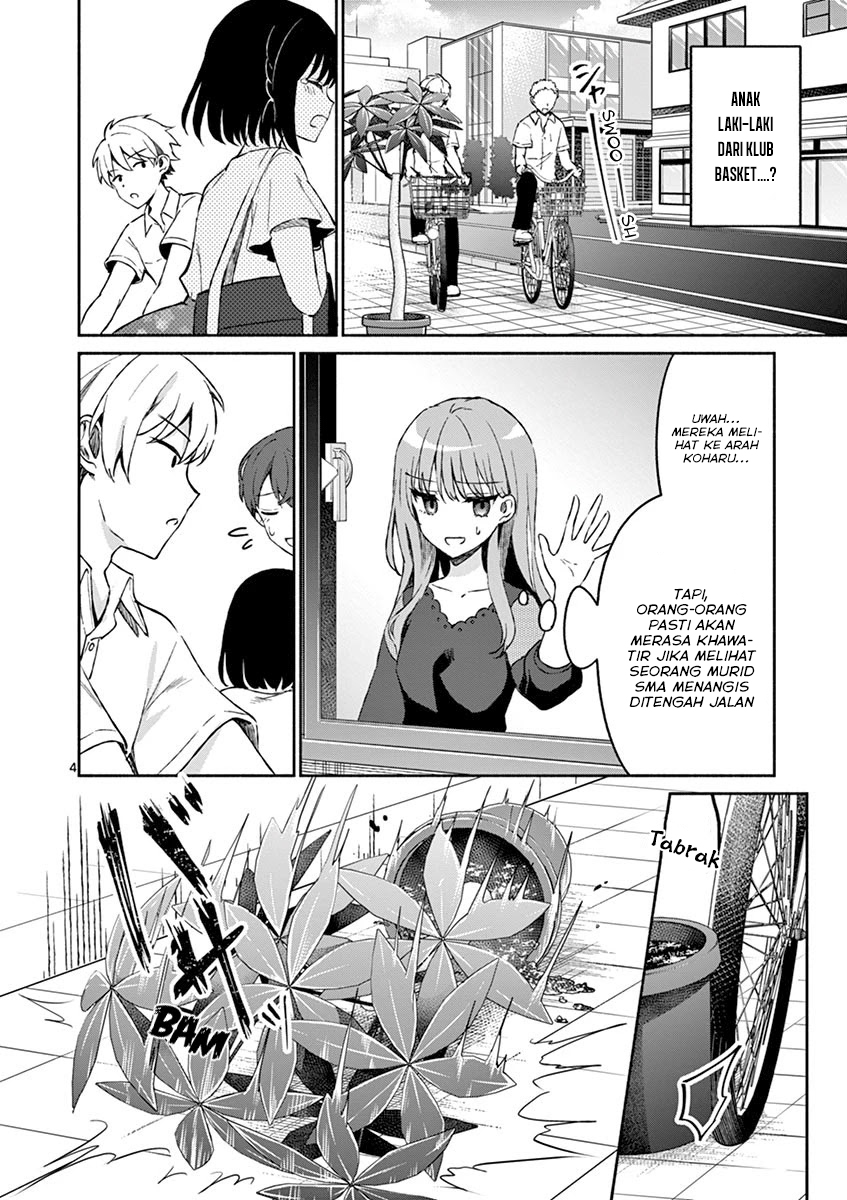 ANAK
LAKI-LAKI
DARI KLUB
BASKET....?
シャ
SWOO
SH
UWAH...
MEREKA MELI-
HAT KE ARAH
KOHARU...
TAPI,
ORANG-ORANG
PASTI AKAN
MERASA KHAWA-
TIR JIKA MELIHAT
SEORANG MURID
SMA MENANGIS
DITENGAH JALAN
4
Tabrak
BAM